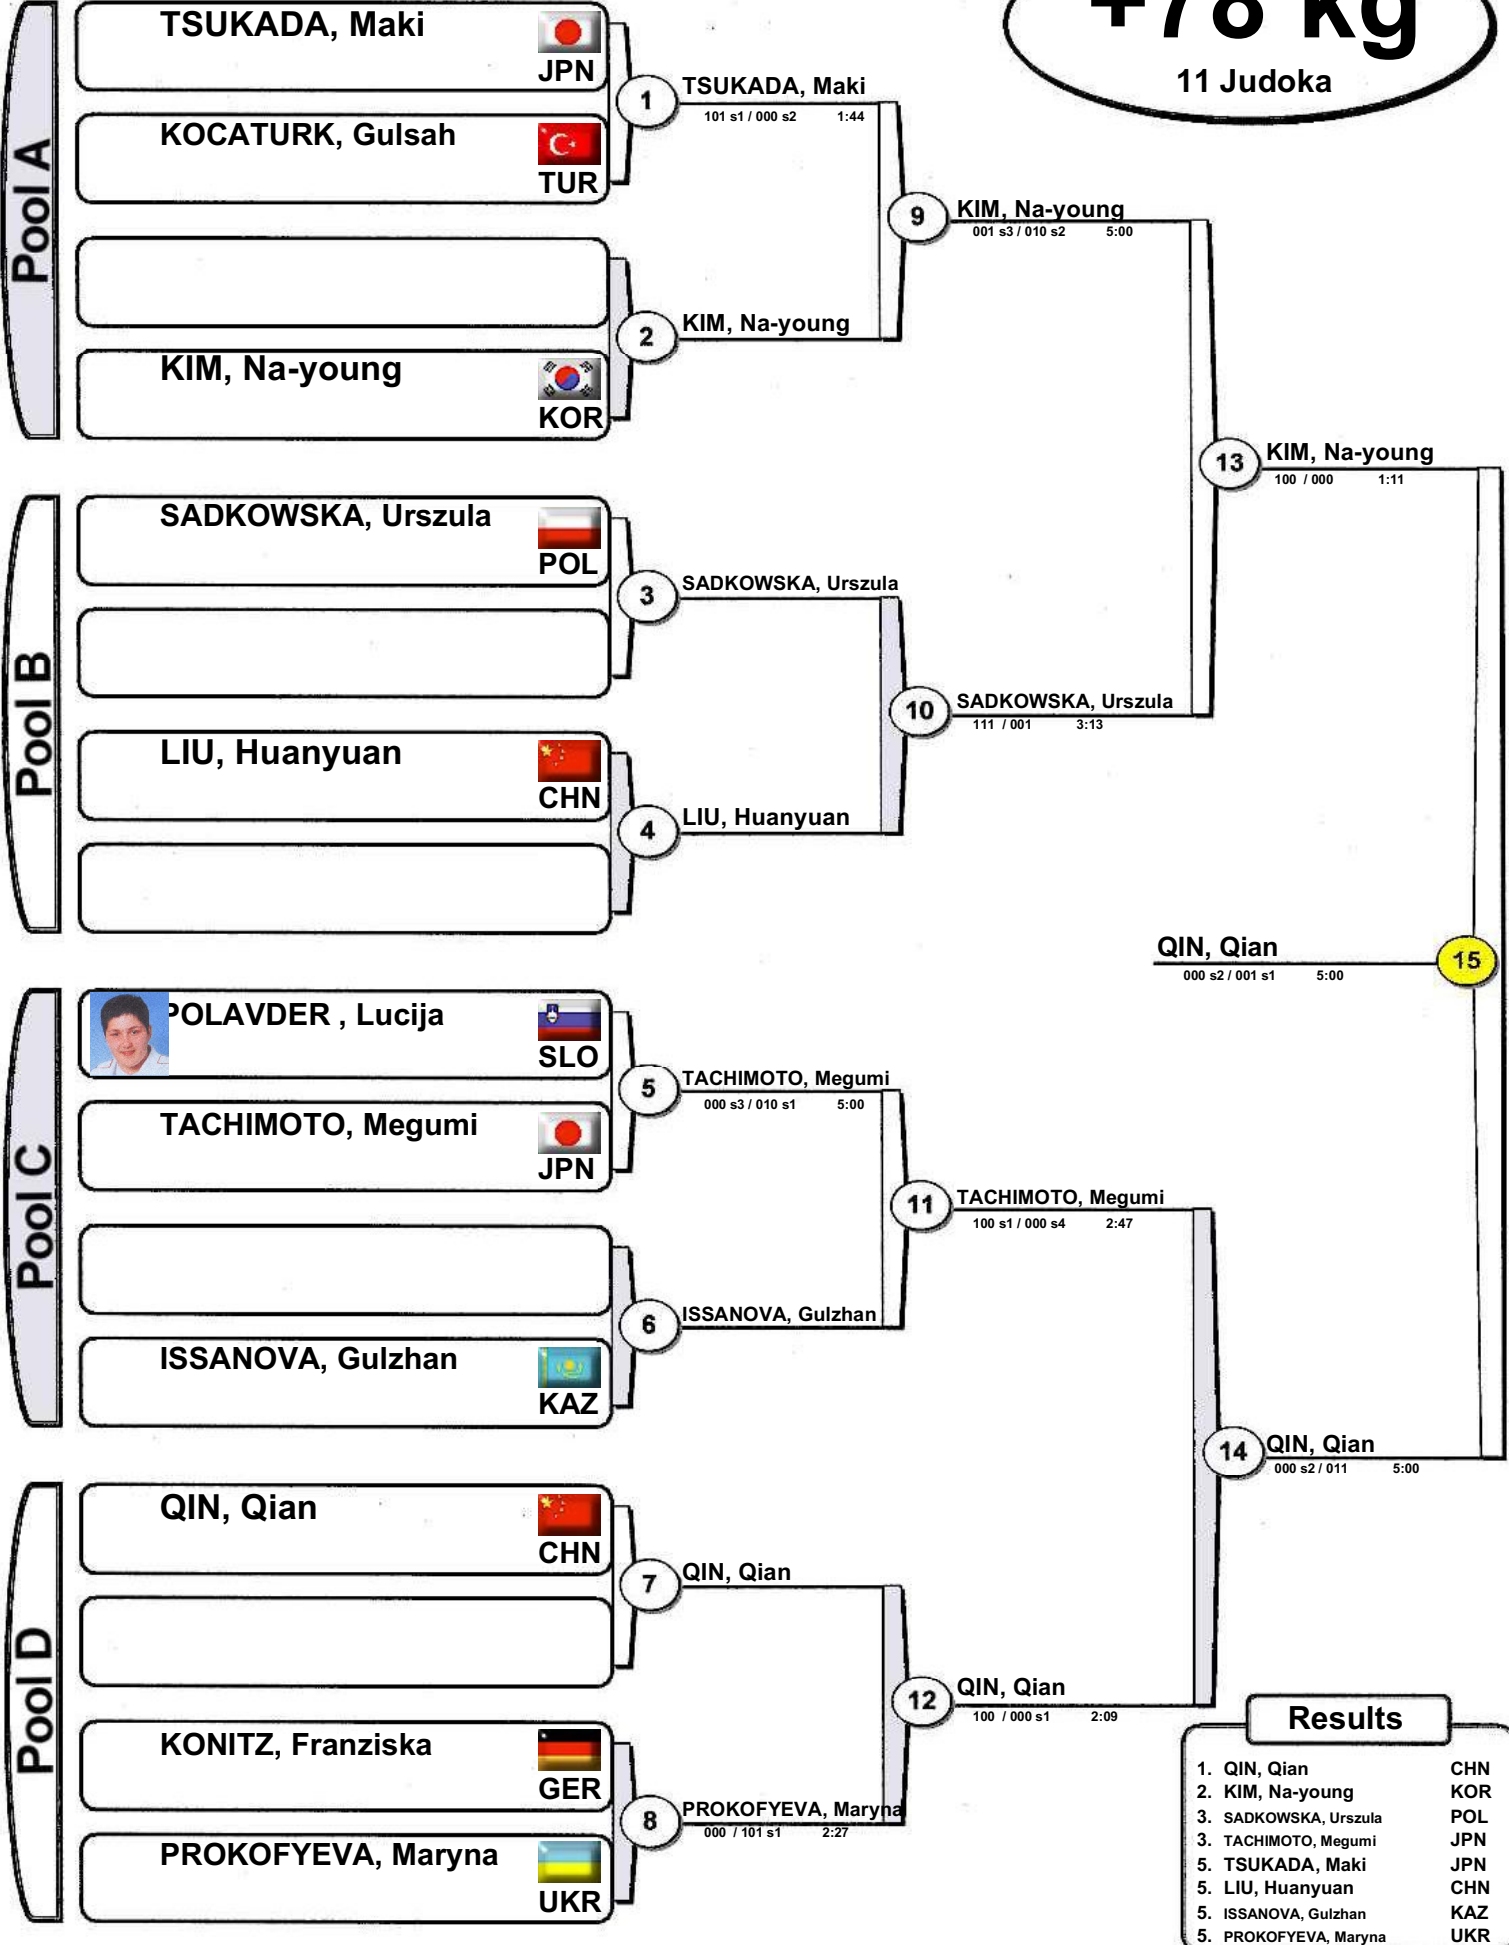 +78 kg
11 Judoka
Pool A
TSUKADA, Maki
JPN
KOCATURK, Gulsah
TUR
KIM, Na-young
KOR
1
TSUKADA, Maki
101 s1 / 000 s2 1:44
2
KIM, Na-young
9
KIM, Na-young
001 s3 / 010 s2 5:00
Pool B
SADKOWSKA, Urszula
POL
LIU, Huanyuan
CHN
3
SADKOWSKA, Urszula
4
LIU, Huanyuan
10
SADKOWSKA, Urszula
111 / 001 3:13
13
KIM, Na-young
100 / 000 1:11
QIN, Qian
000 s2 / 001 s1 5:00
15
Pool C
POLAVDER , Lucija
SLO
TACHIMOTO, Megumi
JPN
ISSANOVA, Gulzhan
KAZ
5
TACHIMOTO, Megumi
000 s3 / 010 s1 5:00
6
ISSANOVA, Gulzhan
11
TACHIMOTO, Megumi
100 s1 / 000 s4 2:47
Pool D
QIN, Qian
CHN
KONITZ, Franziska
GER
PROKOFYEVA, Maryna
UKR
7
QIN, Qian
8
PROKOFYEVA, Maryna
000 / 101 s1 2:27
12
QIN, Qian
100 / 000 s1 2:09
14
QIN, Qian
000 s2 / 011 5:00
Results
1. QIN, Qian CHN
2. KIM, Na-young KOR
3. SADKOWSKA, Urszula POL
3. TACHIMOTO, Megumi JPN
5. TSUKADA, Maki JPN
5. LIU, Huanyuan CHN
5. ISSANOVA, Gulzhan KAZ
5. PROKOFYEVA, Maryna UKR